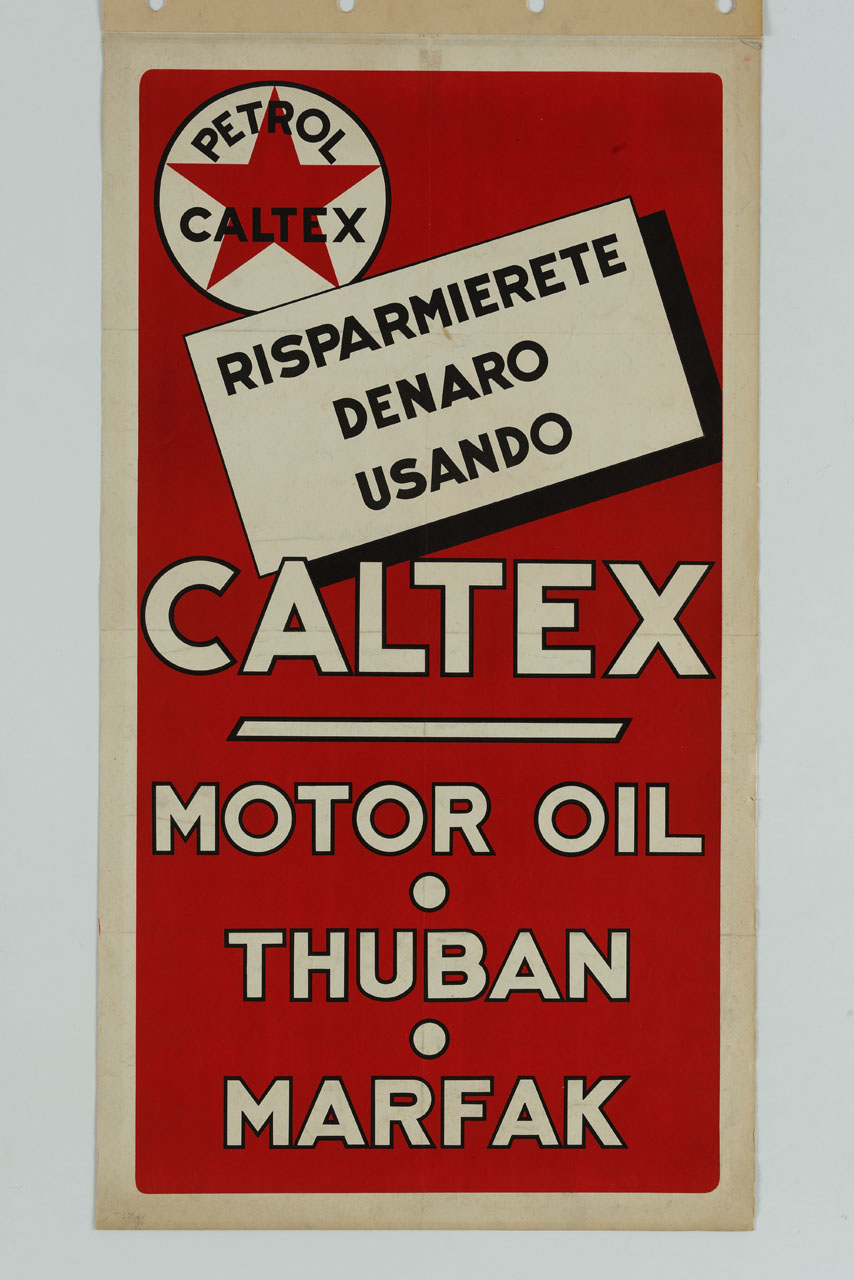 PETROL
CALTEX
RISPARMIERETE
DENARO
USANDO
CALTEX
MOTOR OIL
THUBAN
MARFAK